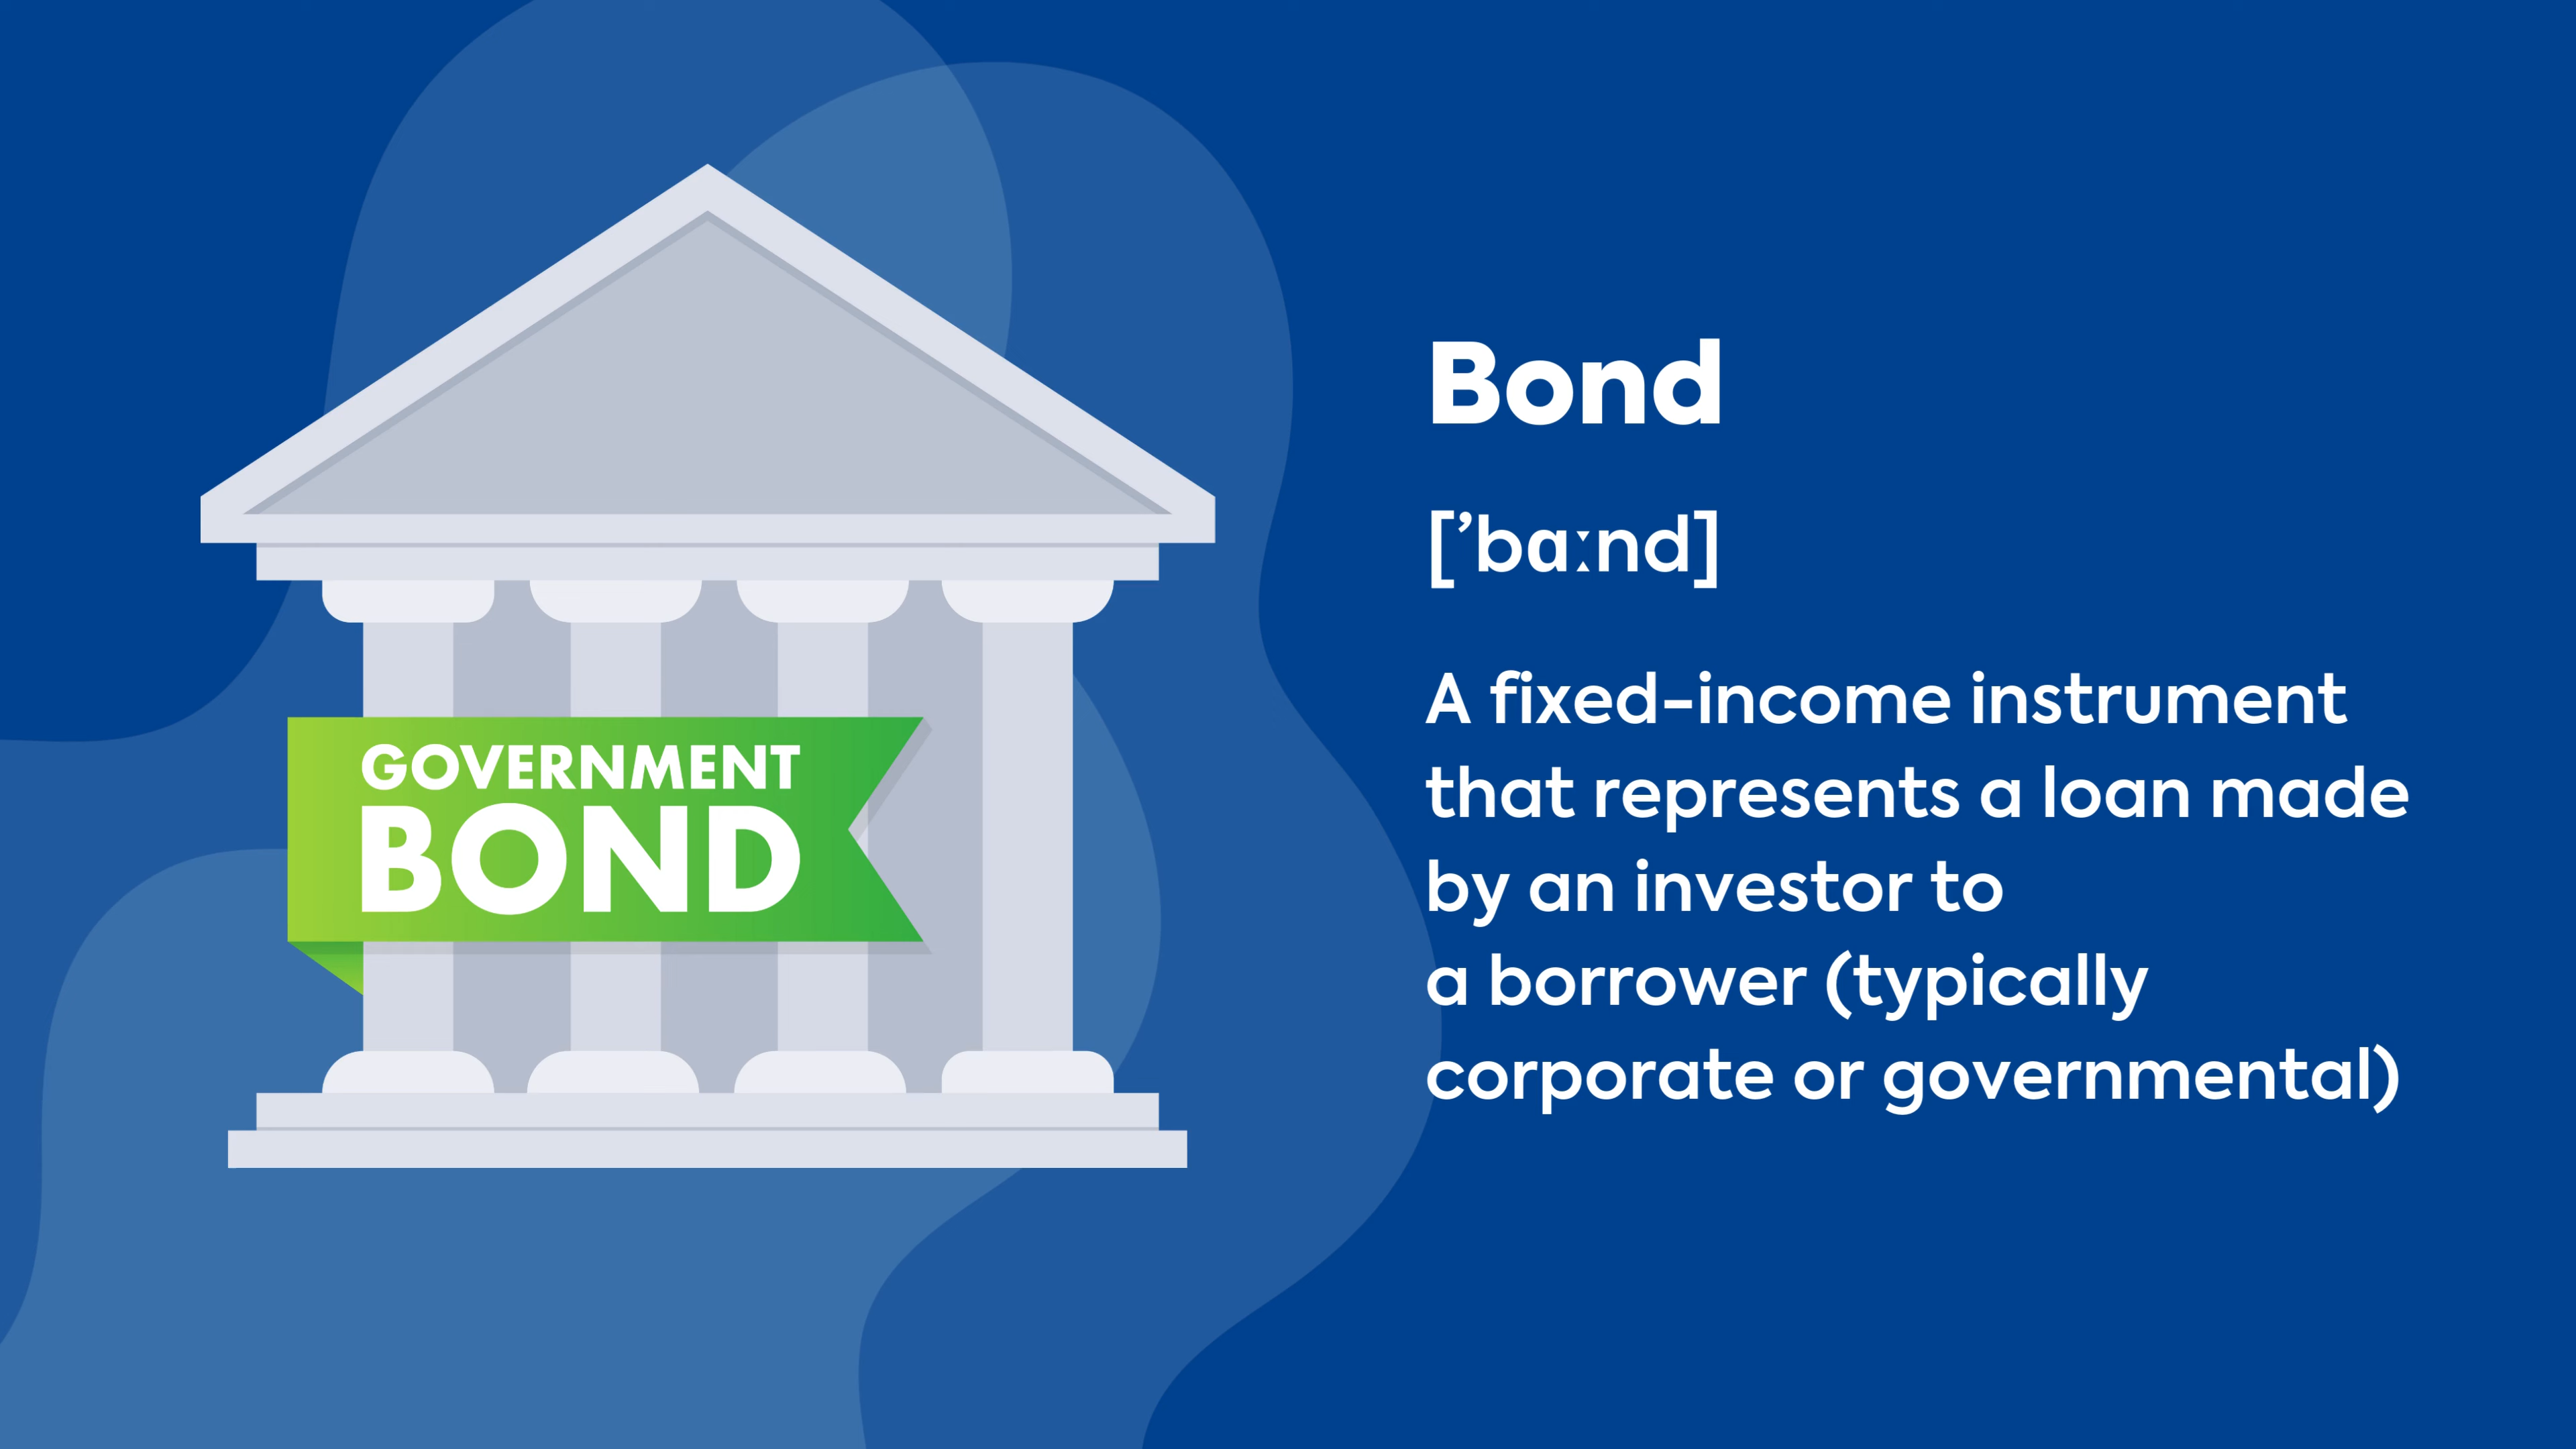 GOVERNMENT
BOND
Bond
[’bɑːnd]
A fixed-income instrument
that represents a loan made
by an investor to
a borrower (typically
corporate or governmental)